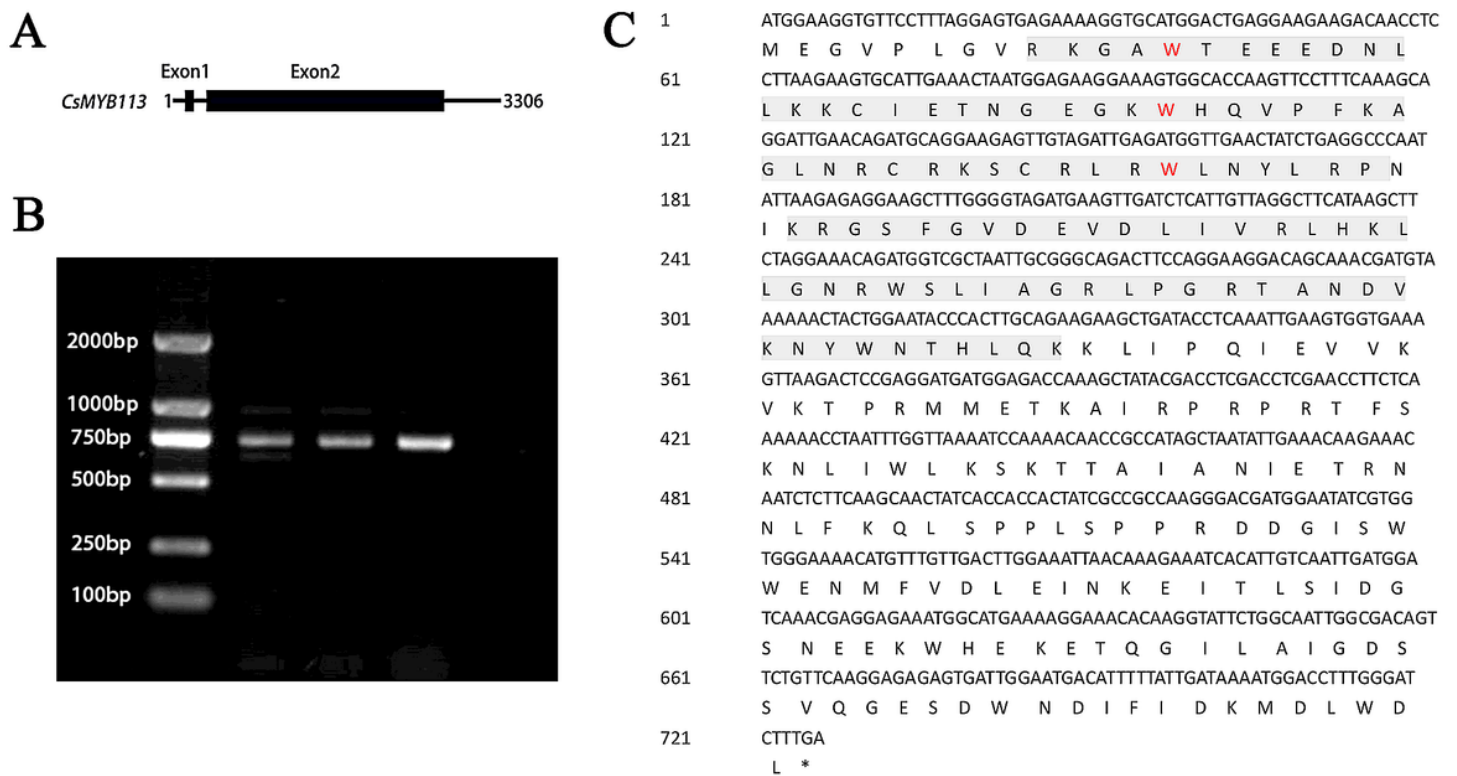 A
Exon1 Exon2
CsMYB113 1 3306
B
2000bp
1000bp
750bp
500bp
250bp
100bp
C
1 ATGGAAGGTGTTCCTTTAGGAGTGAGAAAAGGTGCATGGACTGAGGAAGAAGACAACCTC
M E G V P L G V R K G A W T E E E D N L
61 CTTAAGAAGTGCATTGAAACTAATGGAGAAGGAAAGTGGCACCAAGTTCCTTTCAAAGCA
L K K C I E T N G E G K W H Q V P F K A
121 GGATTGAACAGATGCAGGAAGAGTTGTAGATTGAGATGGTTGAACTATCTGAGGCCCAAT
G L N R C R K S C R L R W L N Y L R P N
181 ATTAAGAGAGGAAGCTTTGGGGTAGATGAAGTTGATCTCATTGTTAGGCTTCATAAGCTT
I K R G S F G V D E V D L I V R L H K L
241 CTAGGAAACAGATGGTCGCTAATTGCGGGCAGACTTCCAGGAAGGACAGCAAACGATGTA
L G N R W S L I A G R L P G R T A N D V
301 AAAAACTACTGGAATACCCACTTGCAGAAGAAGCTGATACCTCAAATTGAAGTGGTGAAA
K N Y W N T H L Q K K L I P Q I E V V K
361 GTTAAGACTCCGAGGATGATGGAGACCAAAGCTATACGACCTCGACCTCGAACCTTCTCA
V K T P R M M E T K A I R P R P R T F S
421 AAAAACCTAATTTGGTTAAAATCCAAAACAACCGCCATAGCTAATATTGAAACAAGAAAC
K N L I W L K S K T T A I A N I E T R N
481 AATCTCTTCAAGCAACTATCACCACCACTATCGCCGCCAAGGGACGATGGAATATCGTGG
N L F K Q L S P P L S P P R D D G I S W
541 TGGGAAAACATGTTTGTTGACTTGGAAATTAACAAAGAAATCACATTGTCAATTGATGGA
W E N M F V D L E I N K E I T L S I D G
601 TCAAACGAGGAGAAATGGCATGAAAAGGAAACACAAGGTATTCTGGCAATTGGCGACAGT
S N E E K W H E K E T Q G I L A I G D S
661 TCTGTTCAAGGAGAGAGTGATTGGAATGACATTTTTATTGATAAAATGGACCTTTGGGAT
S V Q G E S D W N D I F I D K M D L W D
721 CTTTGA
L *